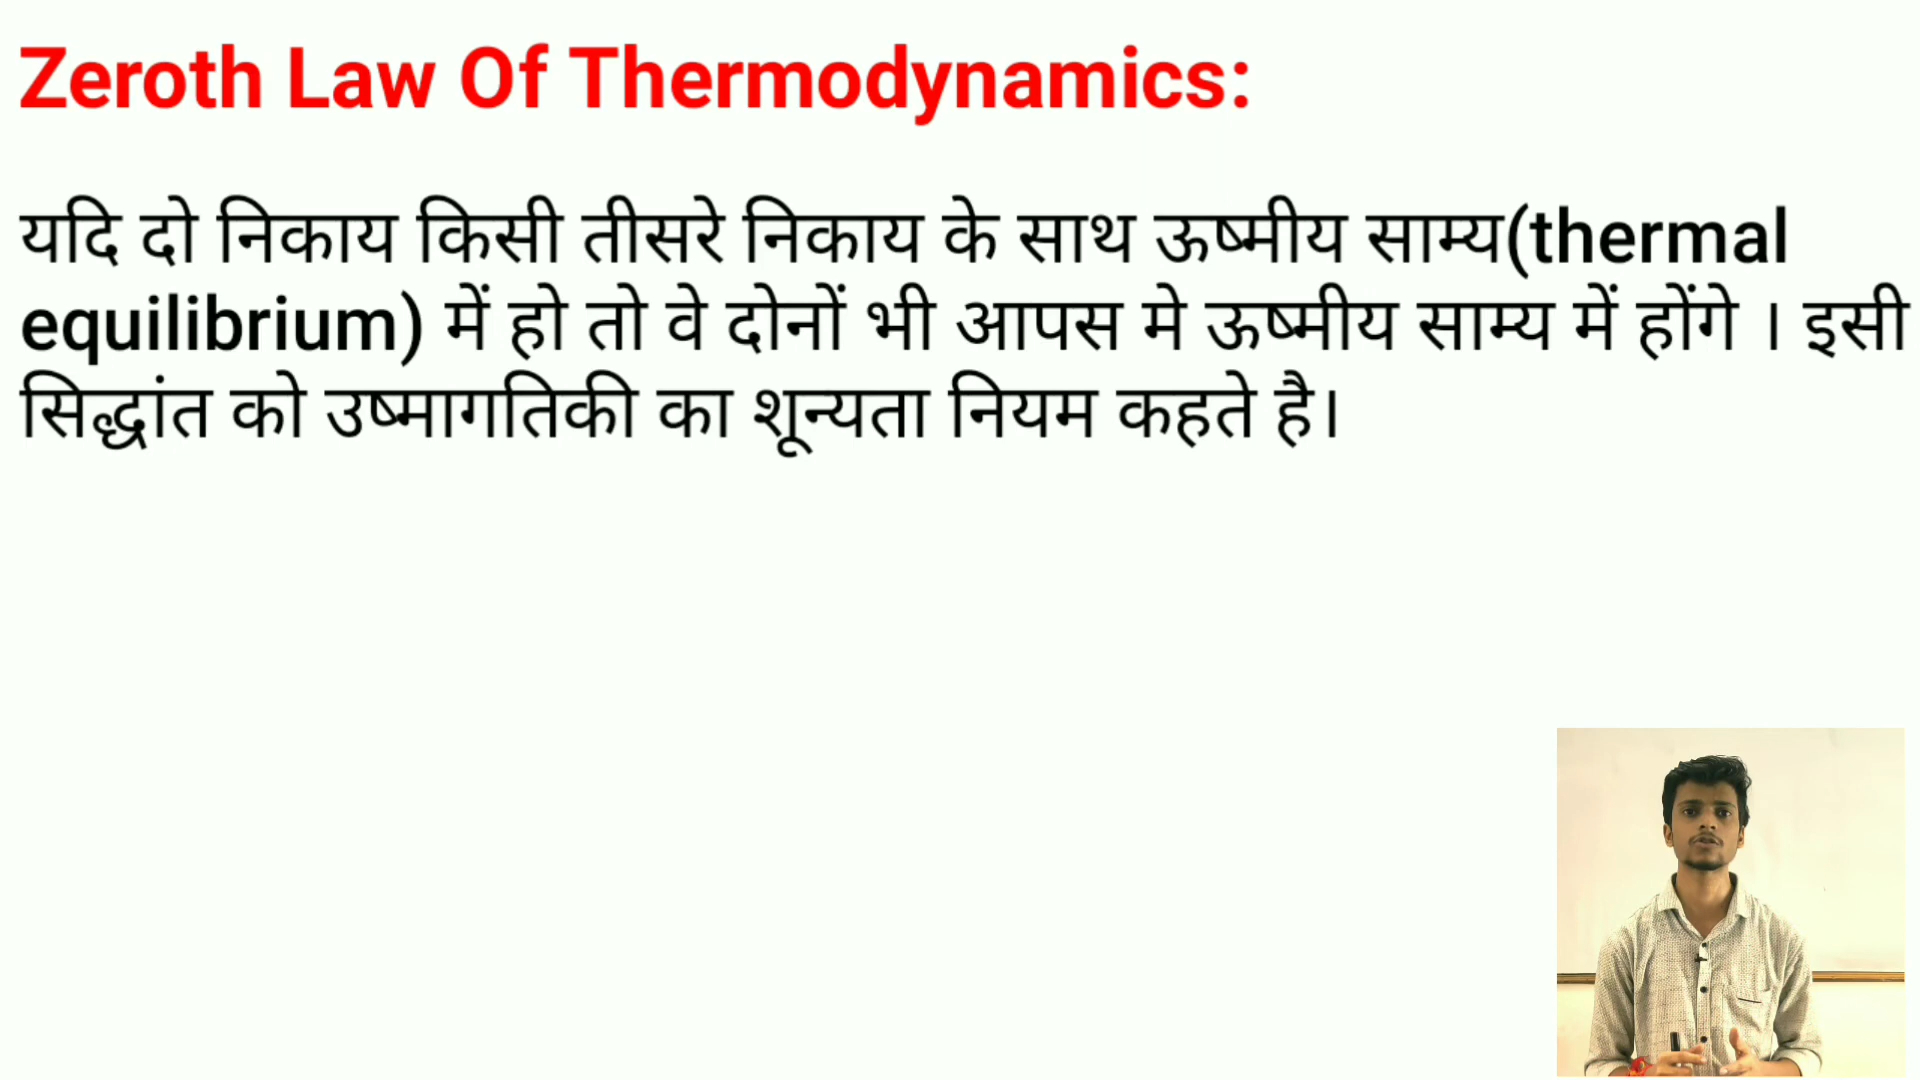 Zeroth Law Of Thermodynamics:
यदि दो निकाय किसी तीसरे निकाय के साथ ऊष्मीय साम्य(thermal
equilibrium) में हो तो वे दोनों भी आपस मे ऊष्मीय साम्य में होंगे । इसी
सिद्धांत को उष्मागतिकी का शून्यता नियम कहते है।